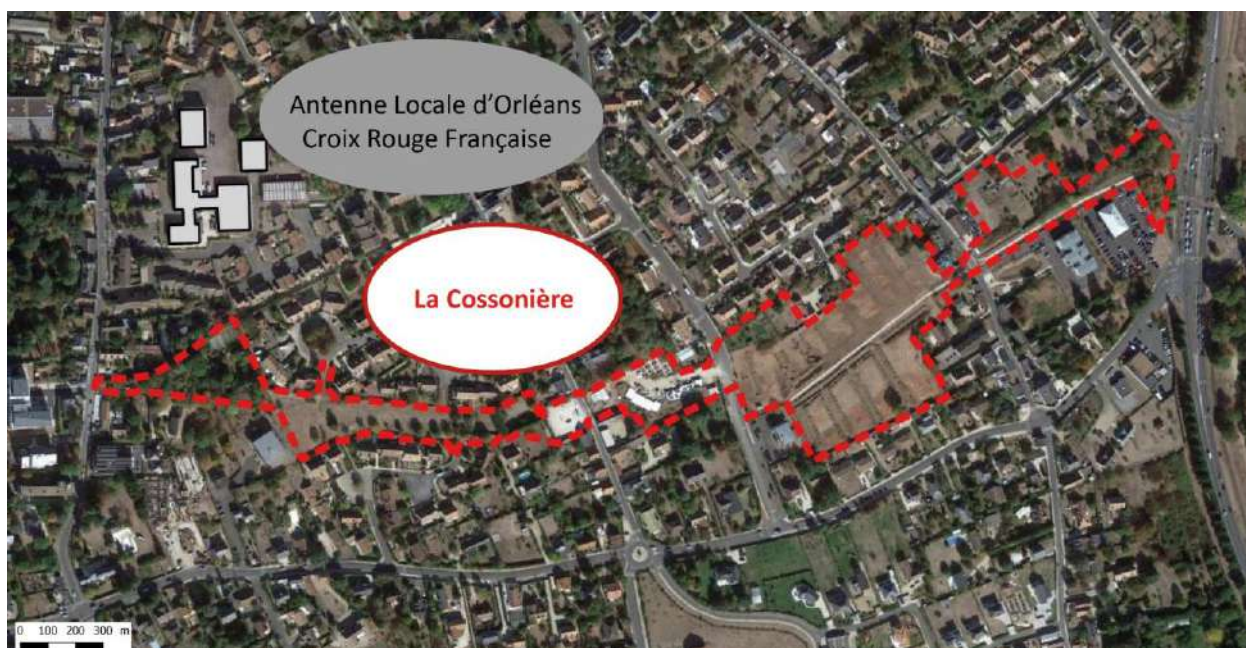 Antenne Locale d’Orléans
Croix Rouge Française
La Cossonière
0 100 200 300 m